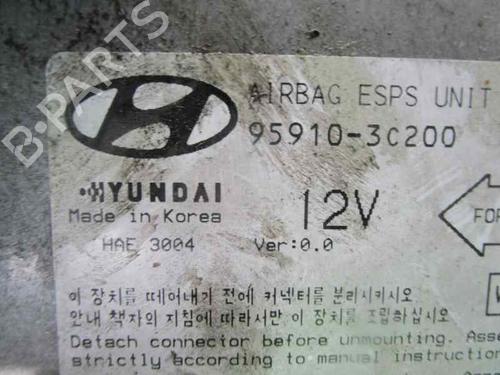 AIRBAG ESPS UNIT
95910-3C200
HYUNDAI
12V
Made in Korea
HAE 3004
Ver:0.0
FOR
B-PARTS
이 장치를 떼어내기 전에 커넥터를 분리시키시오
안내 책자의 지침에 따라서만 이 장치를 조립하시오
Detach connector before unmounting. Asse
strictly according to manual instruction